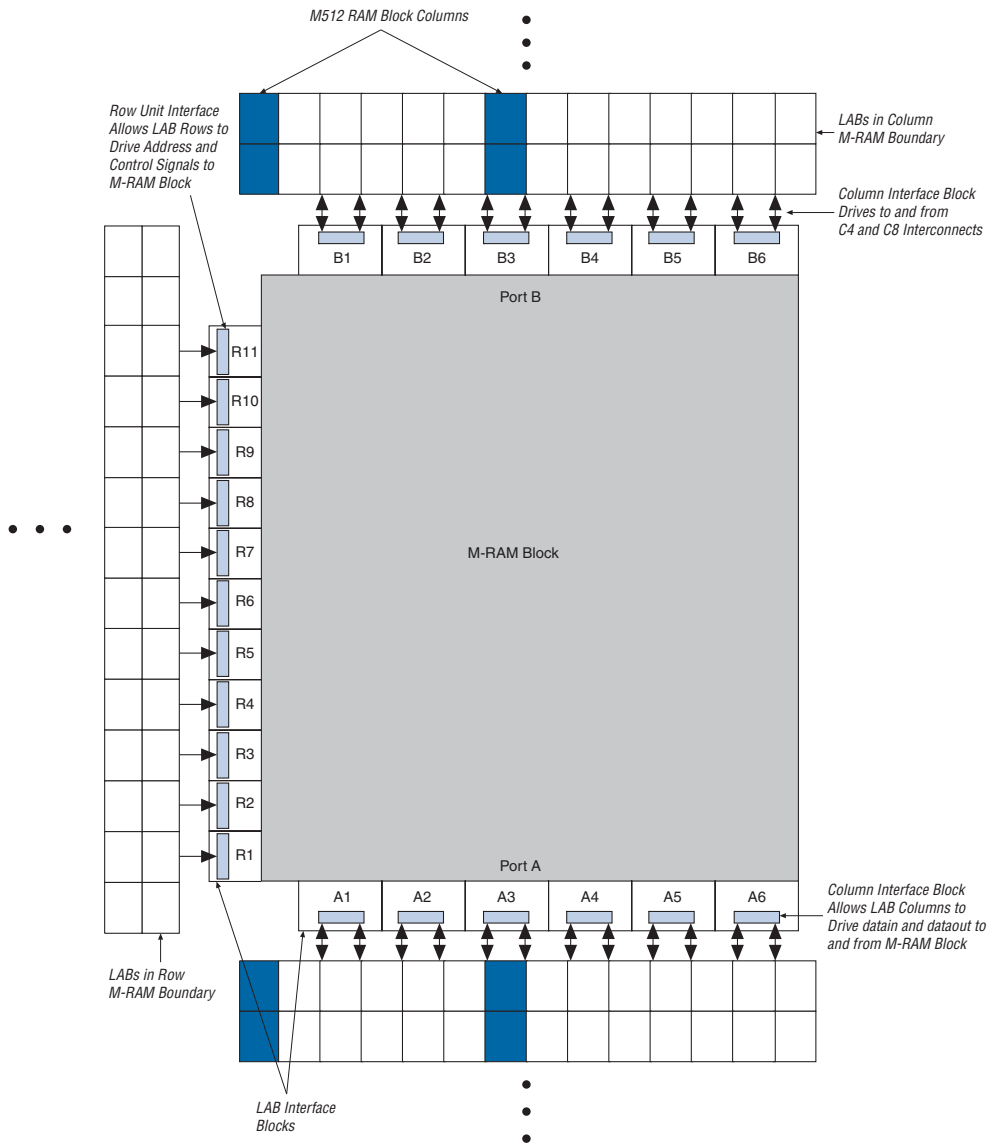 M512 RAM Block Columns
Row Unit Interface
Allows LAB Rows to
Drive Address and
Control Signals to
M-RAM Block
LABs in Column
M-RAM Boundary
Column Interface Block
Drives to and from
C4 and C8 Interconnects
B1 B2 B3 B4 B5 B6
Port B
R11
R10
R9
R8
R7
M-RAM Block
R6
R5
R4
R3
R2
R1
Port A
A1 A2 A3 A4 A5 A6
Column Interface Block
Allows LAB Columns to
Drive datain and dataout to
and from M-RAM Block
LABs in Row
M-RAM Boundary
LAB Interface
Blocks